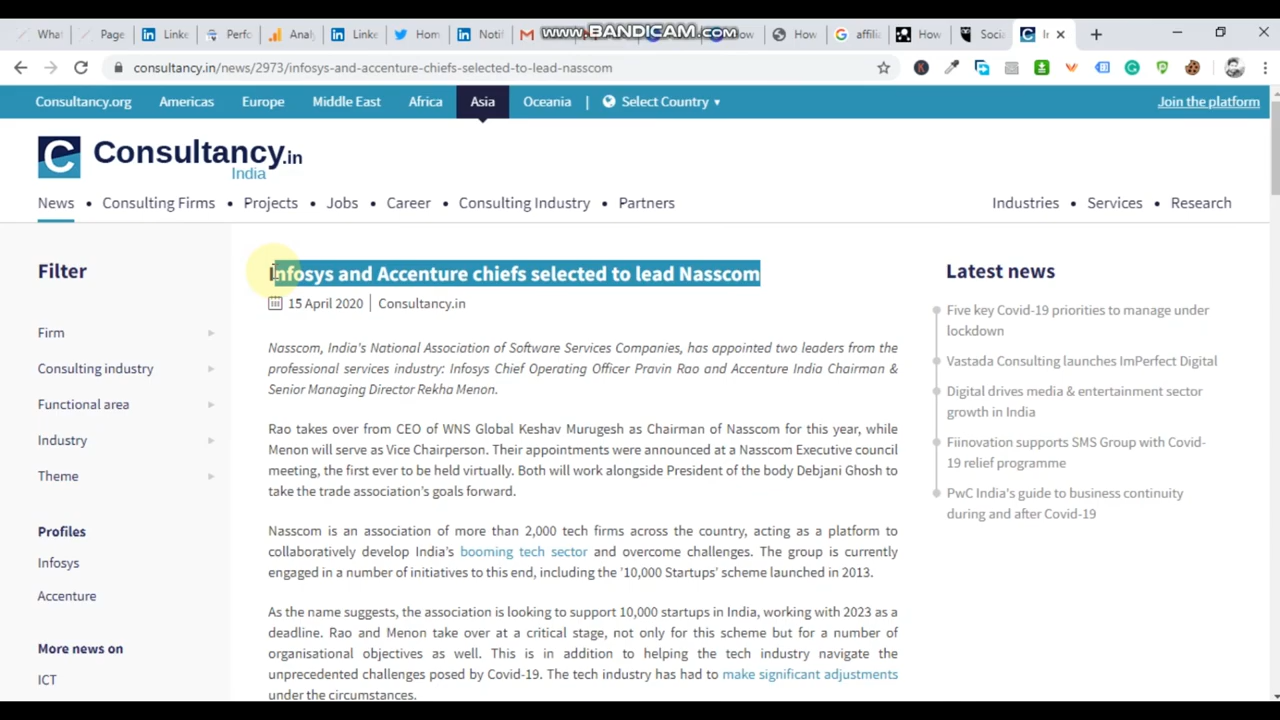 What
Page
Linke
Perfo
Analy
Linke
Hom
Notif
www.BANDICAM.com
How
How
affili
How
Socia
Ir
consultancy.in/news/2973/infosys-and-accenture-chiefs-selected-to-lead-nasscom
Consultancy.org Americas Europe Middle East Africa Asia Oceania | Select Country ▾ Join the platform
C Consultancy.in
India
News • Consulting Firms • Projects • Jobs • Career • Consulting Industry • Partners Industries • Services • Research
Filter
Firm
Consulting industry
Functional area
Industry
Theme
Profiles
Infosys
Accenture
More news on
ICT
Infosys and Accenture chiefs selected to lead Nasscom
15 April 2020 | Consultancy.in
Nasscom, India's National Association of Software Services Companies, has appointed two leaders from the
professional services industry: Infosys Chief Operating Officer Pravin Rao and Accenture India Chairman &
Senior Managing Director Rekha Menon.
Rao takes over from CEO of WNS Global Keshav Murugesh as Chairman of Nasscom for this year, while
Menon will serve as Vice Chairperson. Their appointments were announced at a Nasscom Executive council
meeting, the first ever to be held virtually. Both will work alongside President of the body Debjani Ghosh to
take the trade association's goals forward.
Nasscom is an association of more than 2,000 tech firms across the country, acting as a platform to
collaboratively develop India's booming tech sector and overcome challenges. The group is currently
engaged in a number of initiatives to this end, including the '10,000 Startups' scheme launched in 2013.
As the name suggests, the association is looking to support 10,000 startups in India, working with 2023 as a
deadline. Rao and Menon take over at a critical stage, not only for this scheme but for a number of
organisational objectives as well. This is in addition to helping the tech industry navigate the
unprecedented challenges posed by Covid-19. The tech industry has had to make significant adjustments
under the circumstances.
Latest news
Five key Covid-19 priorities to manage under
lockdown
Vastada Consulting launches ImPerfect Digital
Digital drives media & entertainment sector
growth in India
Fiinovation supports SMS Group with Covid-
19 relief programme
PwC India's guide to business continuity
during and after Covid-19